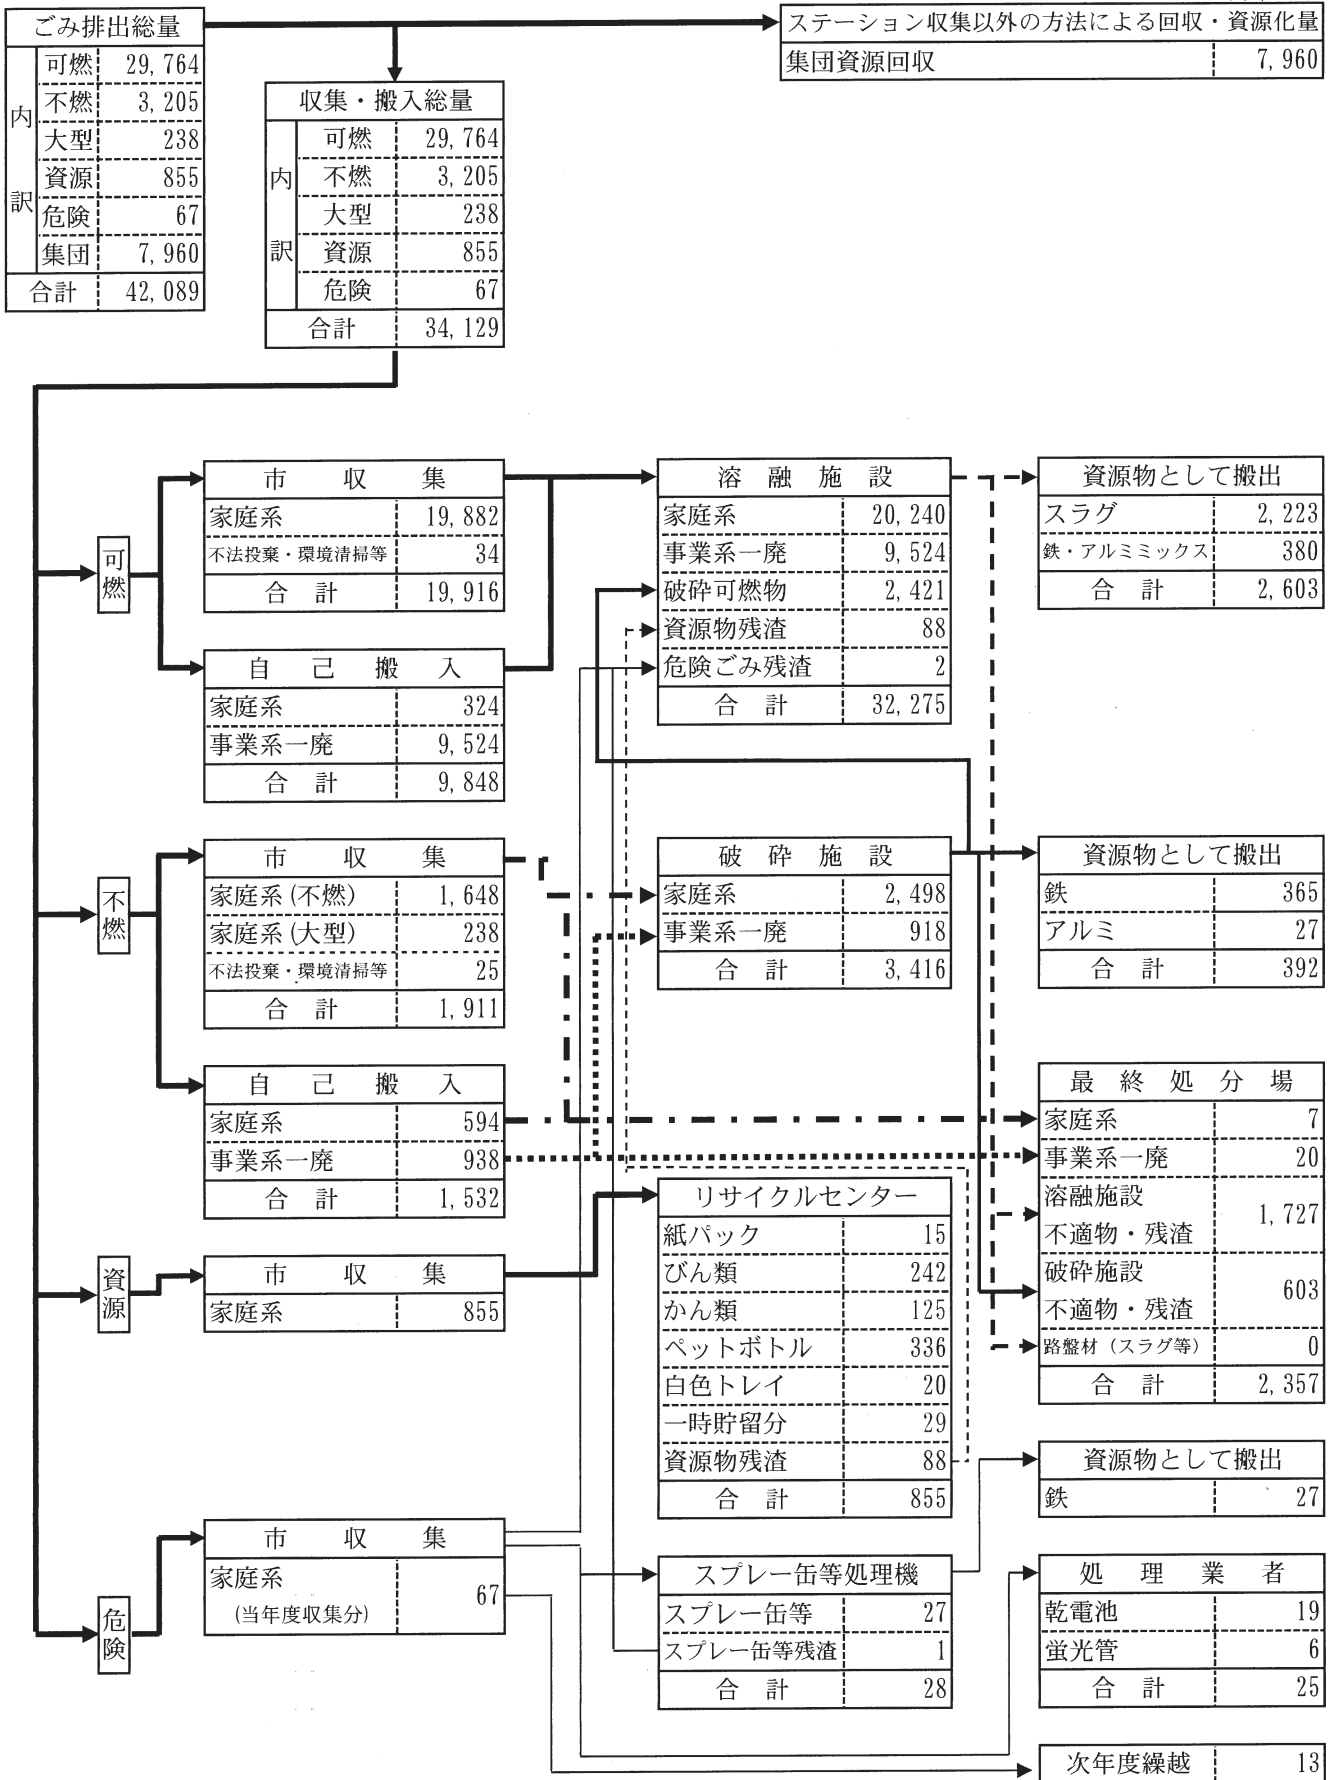 ごみ排出総量
内訳
可燃 29,764
不燃 3,205
大型 238
資源 855
危険 67
集団 7,960
合計 42,089
ステーション収集以外の方法による回収・資源化量
集団資源回収 7,960
収集・搬入総量
内訳
可燃 29,764
不燃 3,205
大型 238
資源 855
危険 67
合計 34,129
可燃
市収集
家庭系 19,882
不法投棄・環境清掃等 34
合計 19,916
自己搬入
家庭系 324
事業系一廃 9,524
合計 9,848
溶融施設
家庭系 20,240
事業系一廃 9,524
破砕可燃物 2,421
資源物残渣 88
危険ごみ残渣 2
合計 32,275
資源物として搬出
スラグ 2,223
鉄・アルミミックス 380
合計 2,603
不燃
市収集
家庭系(不燃) 1,648
家庭系(大型) 238
不法投棄・環境清掃等 25
合計 1,911
自己搬入
家庭系 594
事業系一廃 938
合計 1,532
破砕施設
家庭系 2,498
事業系一廃 918
合計 3,416
資源物として搬出
鉄 365
アルミ 27
合計 392
最終処分場
家庭系 7
事業系一廃 20
溶融施設
不適物・残渣 1,727
破砕施設
不適物・残渣 603
路盤材(スラグ等) 0
合計 2,357
資源
市収集
家庭系 855
リサイクルセンター
紙パック 15
びん類 242
かん類 125
ペットボトル 336
白色トレイ 20
一時貯留分 29
資源物残渣 88
合計 855
資源物として搬出
鉄 27
危険
市収集
家庭系
(当年度収集分) 67
スプレー缶等処理機
スプレー缶等 27
スプレー缶等残渣 1
合計 28
処理業者
乾電池 19
蛍光管 6
合計 25
次年度繰越 13